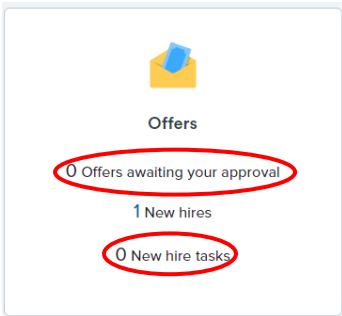 Offers
0 Offers awaiting your approval
1 New hires
0 New hire tasks